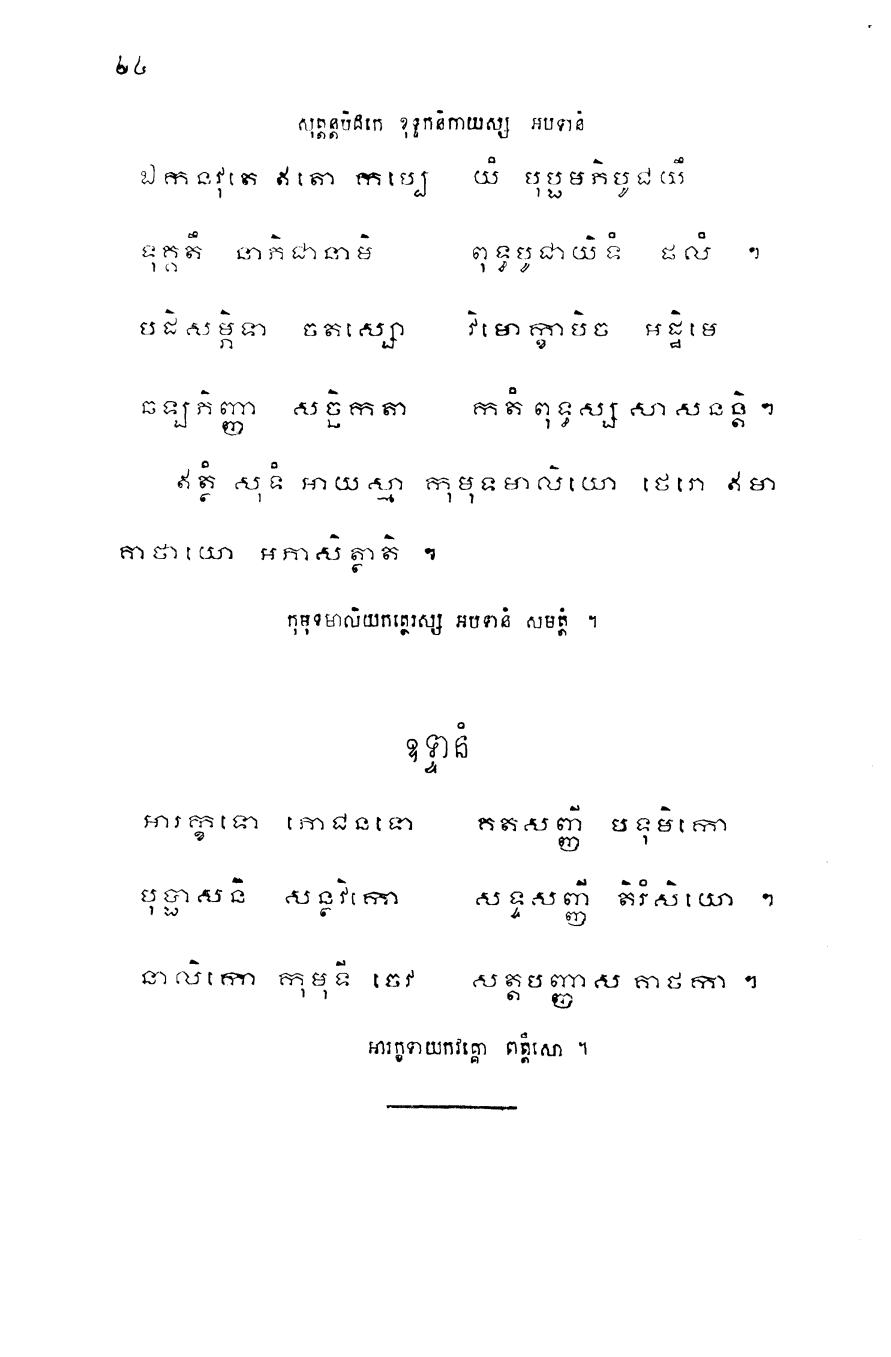 ៦៤
សុត្តន្តបិដកេ ខុទ្ទកនិកាយស្ស អបទានំ
ឯកនវុតេ ឥតោ កប្បេ យំ បុប្ផមភិបូជយឹ
ទុគ្គតឹ នាភិជានាមិ ពុទ្ធបូជាយិទំ ផលំ ។
បដិសម្ភិទា ចតស្សោ វិមោក្ខាបិច អដ្ឋិមេ
ឆឡភិញ្ញា សច្ឆិកតា កតំ ពុទ្ធស្ស សាសនន្តិ ។
ឥត្ថំ សុទំ អាយស្មា កុមុទមាលិយោ ថេរោ ឥមា
គាថាយោ អភាសិត្ថាតិ ។
កុមុទមាលិយកត្ថេរស្ស អបទានំ សមត្តំ ។
ឧទ្ទានំ
អារក្ខទោ ភោជនទោ គតសញ្ញី បទុមិកោ
បុប្ផាសនី សន្ថវិកោ សទ្ទសញ្ញី តិរំសិយោ ។
នាលិកោ កុមុទី ចេវ សត្តបញ្ញាស គាថកា ។
អារក្ខទាយកវគ្គោ ពត្តឹសោ ។